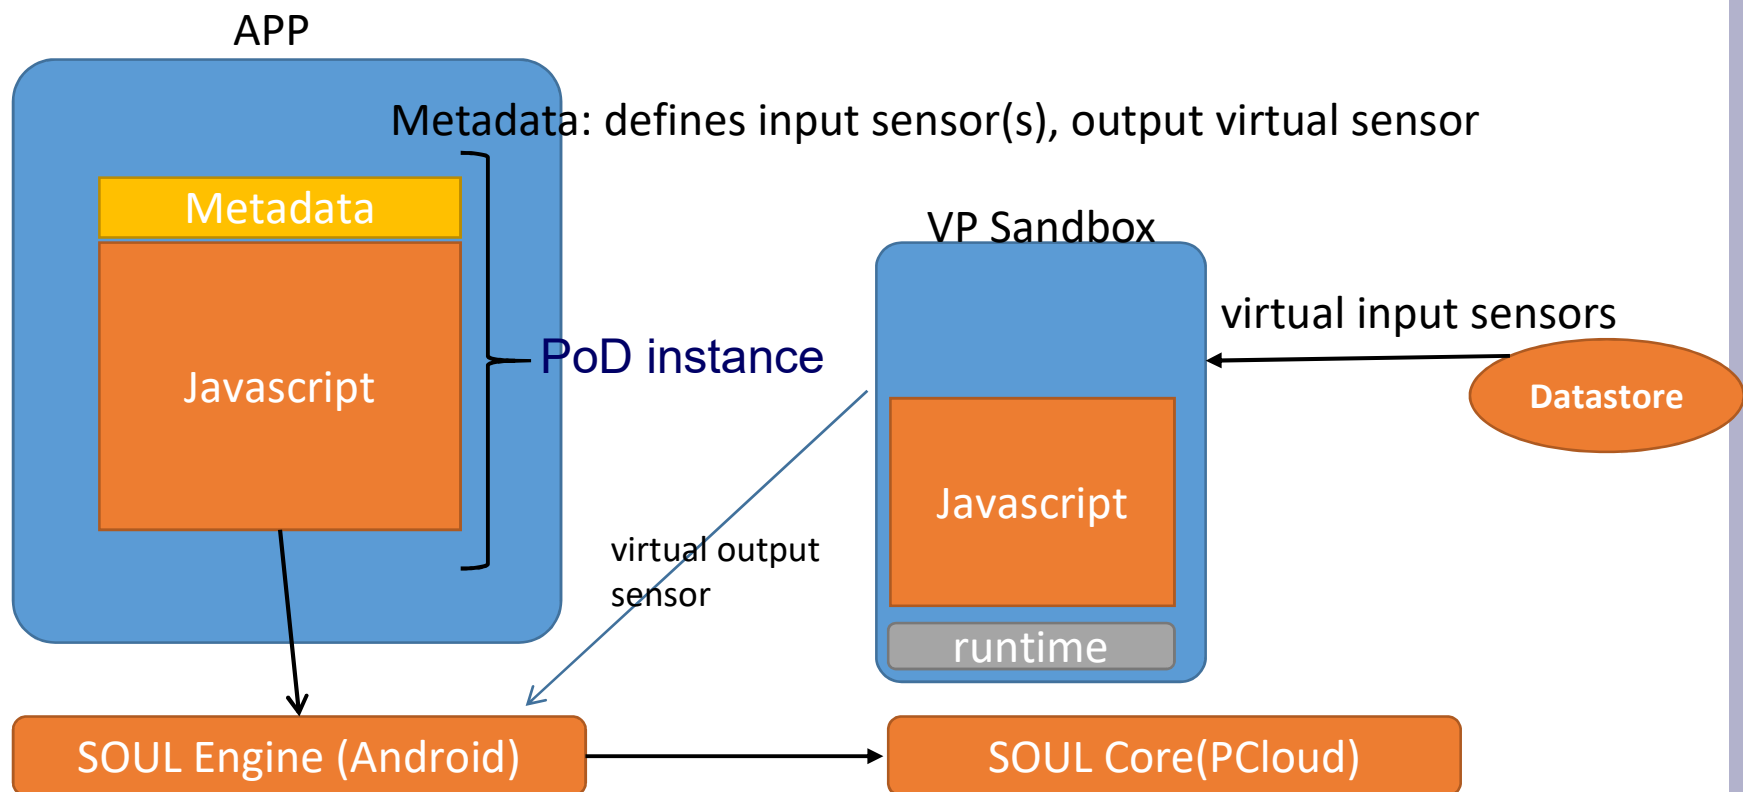 APP
Metadata: defines input sensor(s), output virtual sensor
Metadata
VP Sandbox
virtual input sensors
PoD instance
Javascript
Datastore
Javascript
virtual output
sensor
runtime
SOUL Engine (Android)
SOUL Core(PCloud)